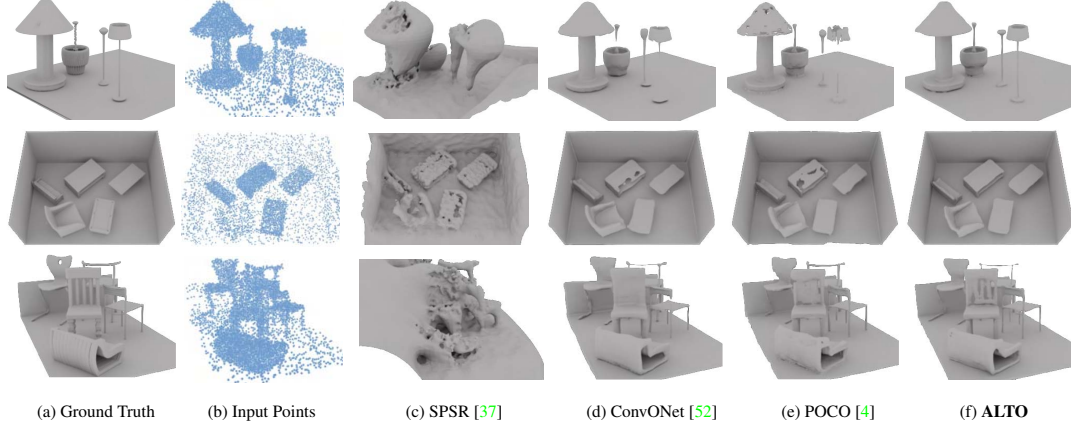 (a) Ground Truth (b) Input Points (c) SPSR [37] (d) ConvONet [52] (e) POCO [4] (f) ALTO